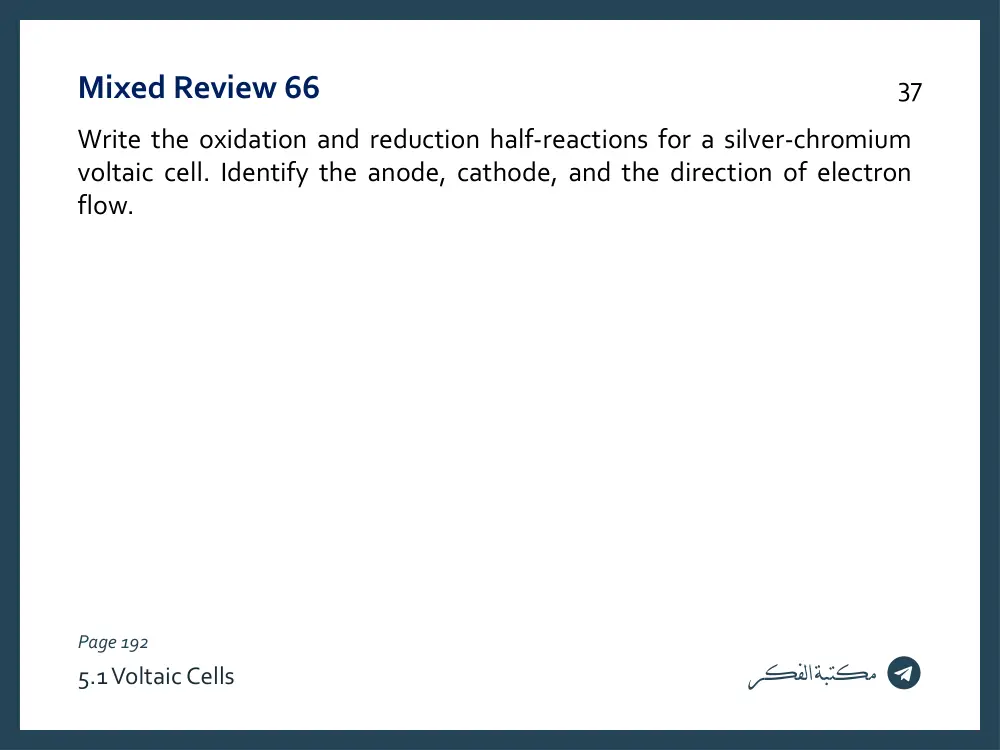 Mixed Review 66
37
Write the oxidation and reduction half-reactions for a silver-chromium
voltaic cell. Identify the anode, cathode, and the direction of electron
flow.
Page 192
5.1 Voltaic Cells
مكتبة الفكر